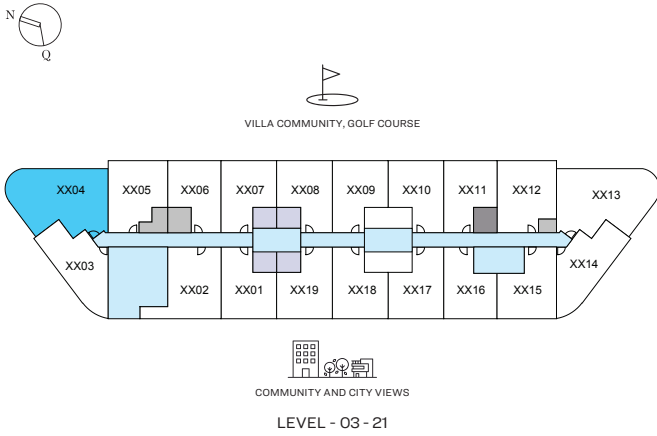 N
Q
VILLA COMMUNITY, GOLF COURSE
XX04 XX05 XX06 XX07 XX08 XX09 XX10 XX11 XX12 XX13
XX03 XX02 XX01 XX19 XX18 XX17 XX16 XX15 XX14
COMMUNITY AND CITY VIEWS
LEVEL - 03 - 21